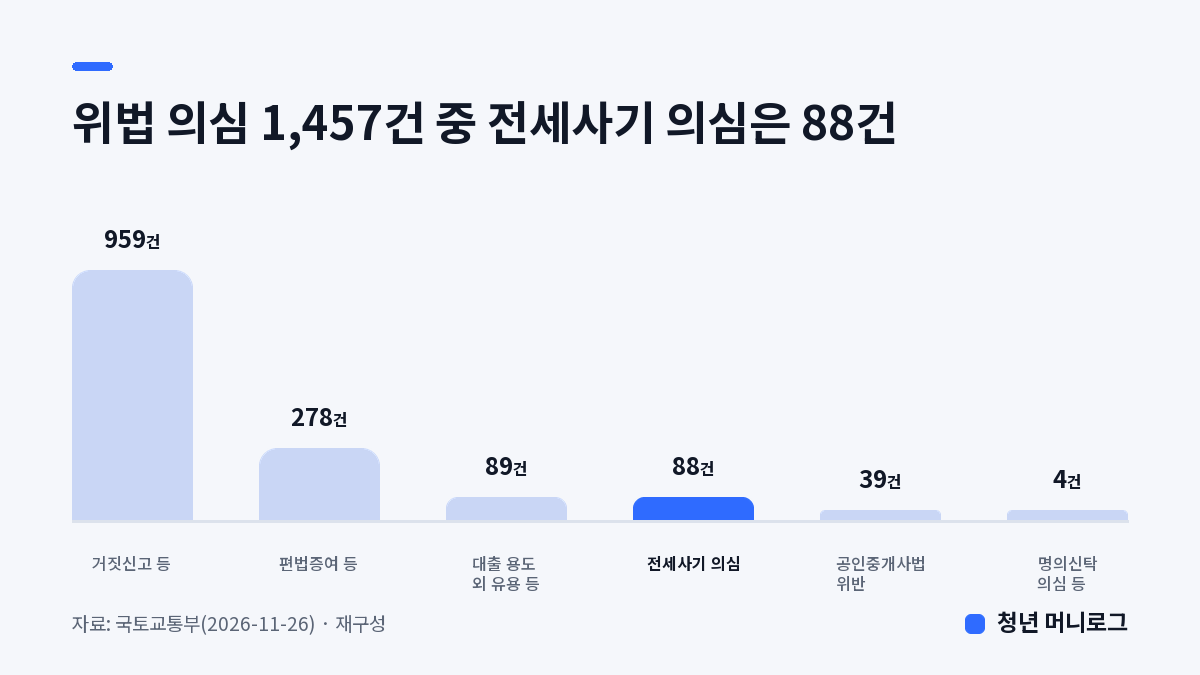 위법 의심 1,457건 중 전세사기 의심은 88건
959건
278건
89건
88건
39건
4건
거짓신고 등
편법증여 등
대출 용도
외 유용 등
전세사기 의심
공인중개사법
위반
명의신탁
의심 등
자료: 국토교통부(2026-11-26) · 재구성
청년 머니로그